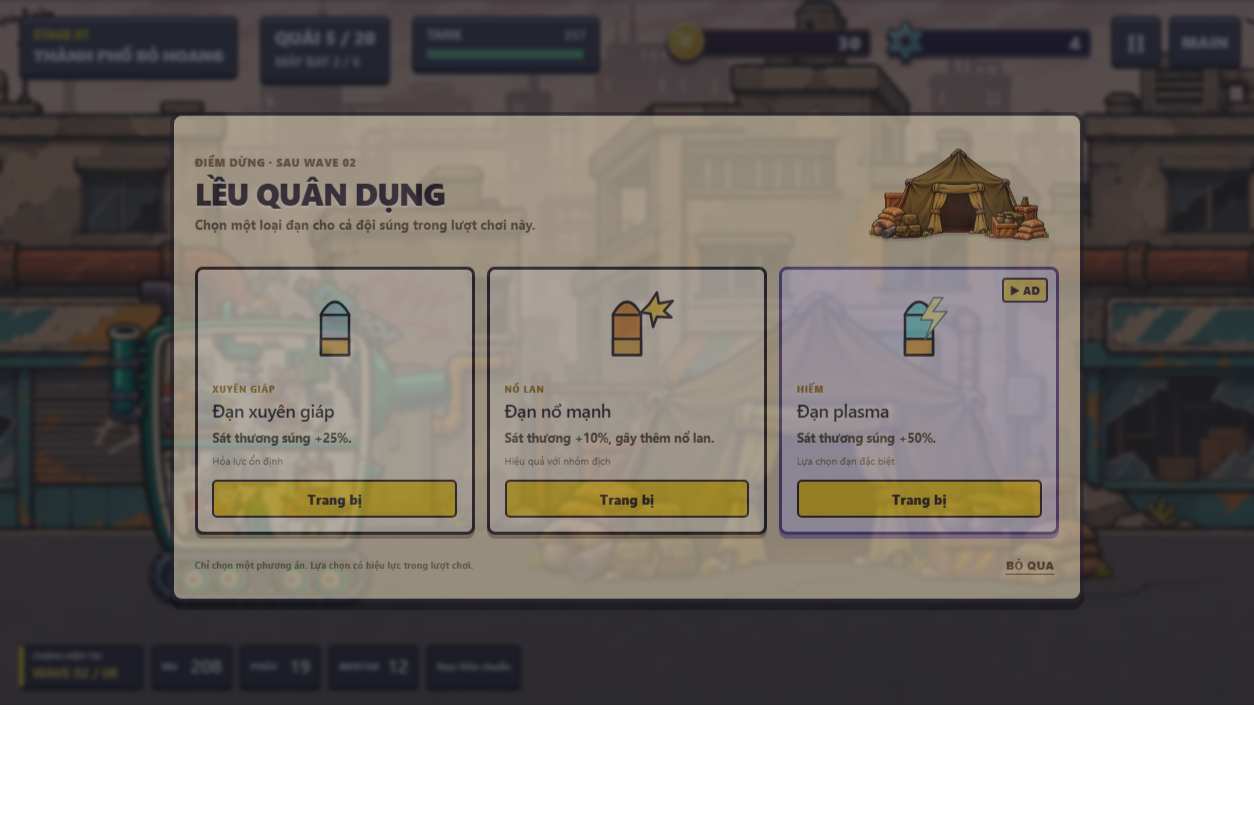 STAGE 01
THÀNH PHỐ BỎ HOANG
QUÁI 5 / 20
MÁY BAY 2 / 6
TANK 237
30
4
MAIN
ĐIỂM DỪNG · SAU WAVE 02
LỀU QUÂN DỤNG
Chọn một loại đạn cho cả đội súng trong lượt chơi này.
XUYÊN GIÁP
Đạn xuyên giáp
Sát thương súng +25%.
Hỏa lực ổn định
Trang bị
NỔ LAN
Đạn nổ mạnh
Sát thương +10%, gây thêm nổ lan.
Hiệu quả với nhóm địch
Trang bị
AD
HIẾM
Đạn plasma
Sát thương súng +50%.
Lựa chọn đạn đặc biệt
Trang bị
Chỉ chọn một phương án. Lựa chọn có hiệu lực trong lượt chơi.
BỎ QUA
WAVE 02 / 08
208
19
12